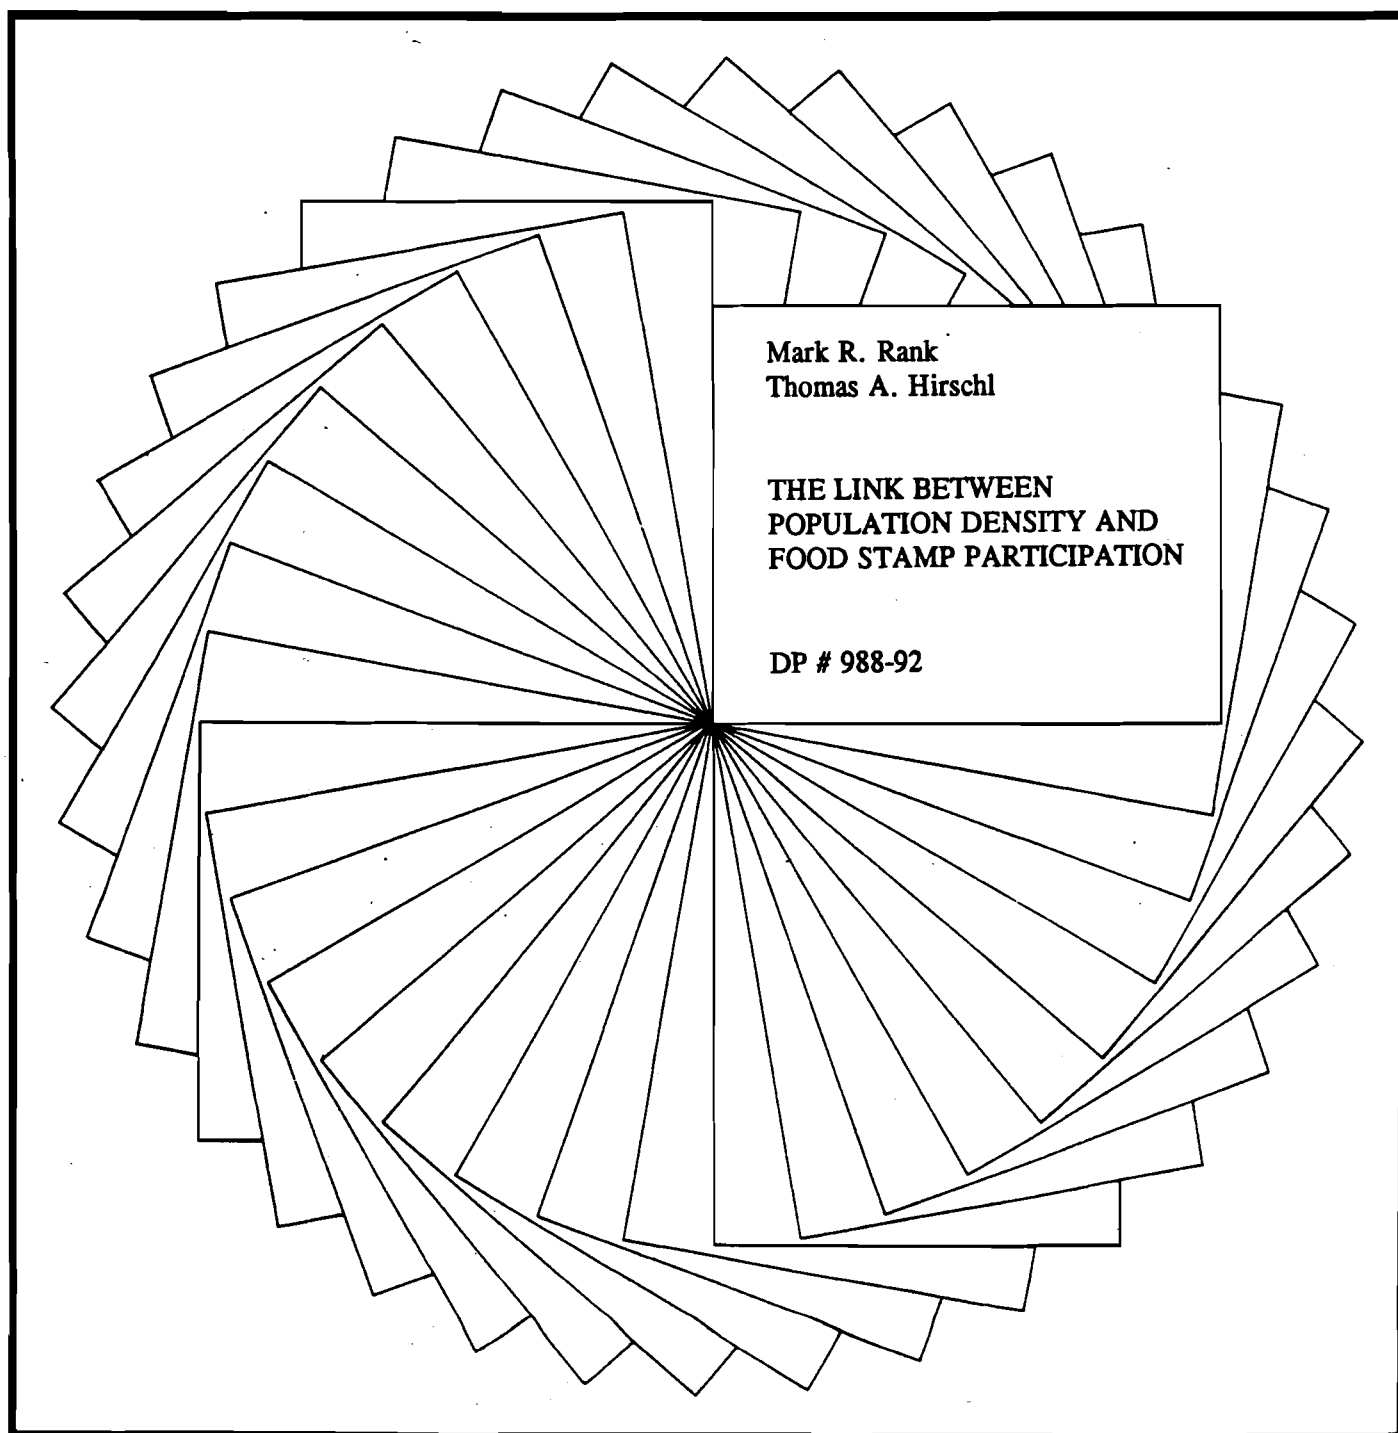 Mark R. Rank
Thomas A. Hirschl
THE LINK BETWEEN
POPULATION DENSITY AND
FOOD STAMP PARTICIPATION
DP # 988-92